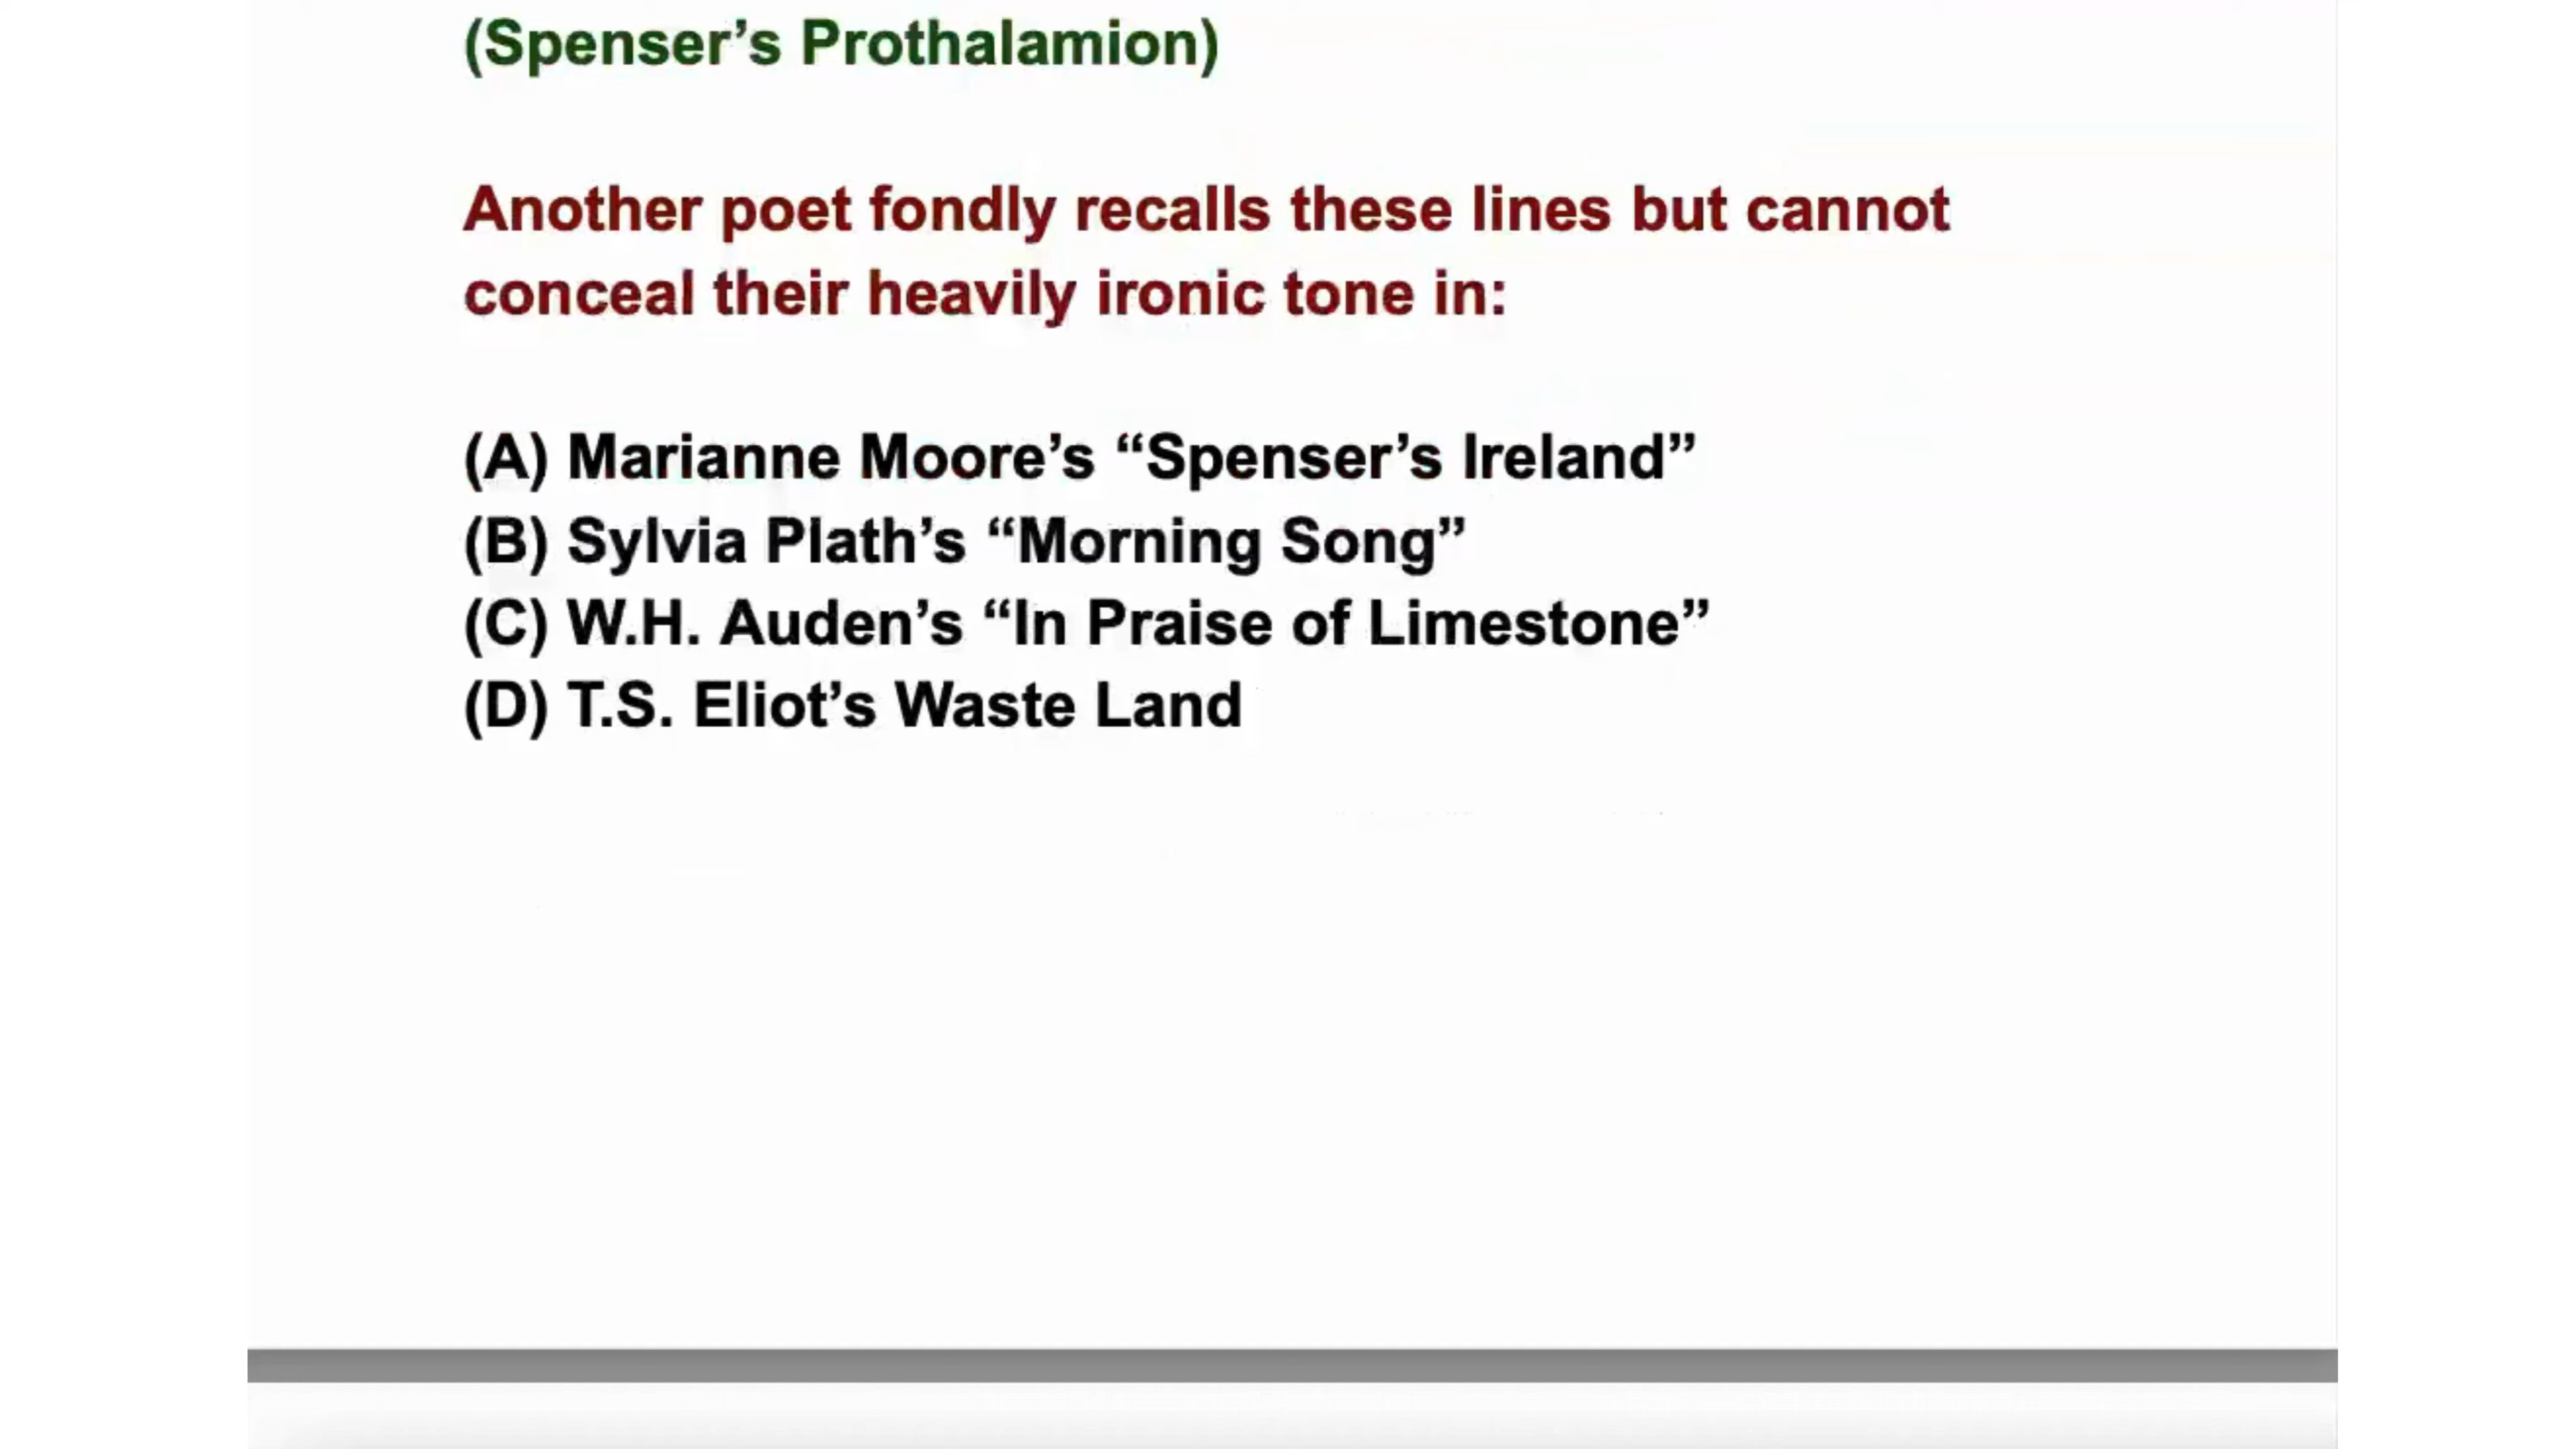 (Spenser’s Prothalamion)
Another poet fondly recalls these lines but cannot
conceal their heavily ironic tone in:
(A) Marianne Moore’s “Spenser’s Ireland”
(B) Sylvia Plath’s “Morning Song”
(C) W.H. Auden’s “In Praise of Limestone”
(D) T.S. Eliot’s Waste Land